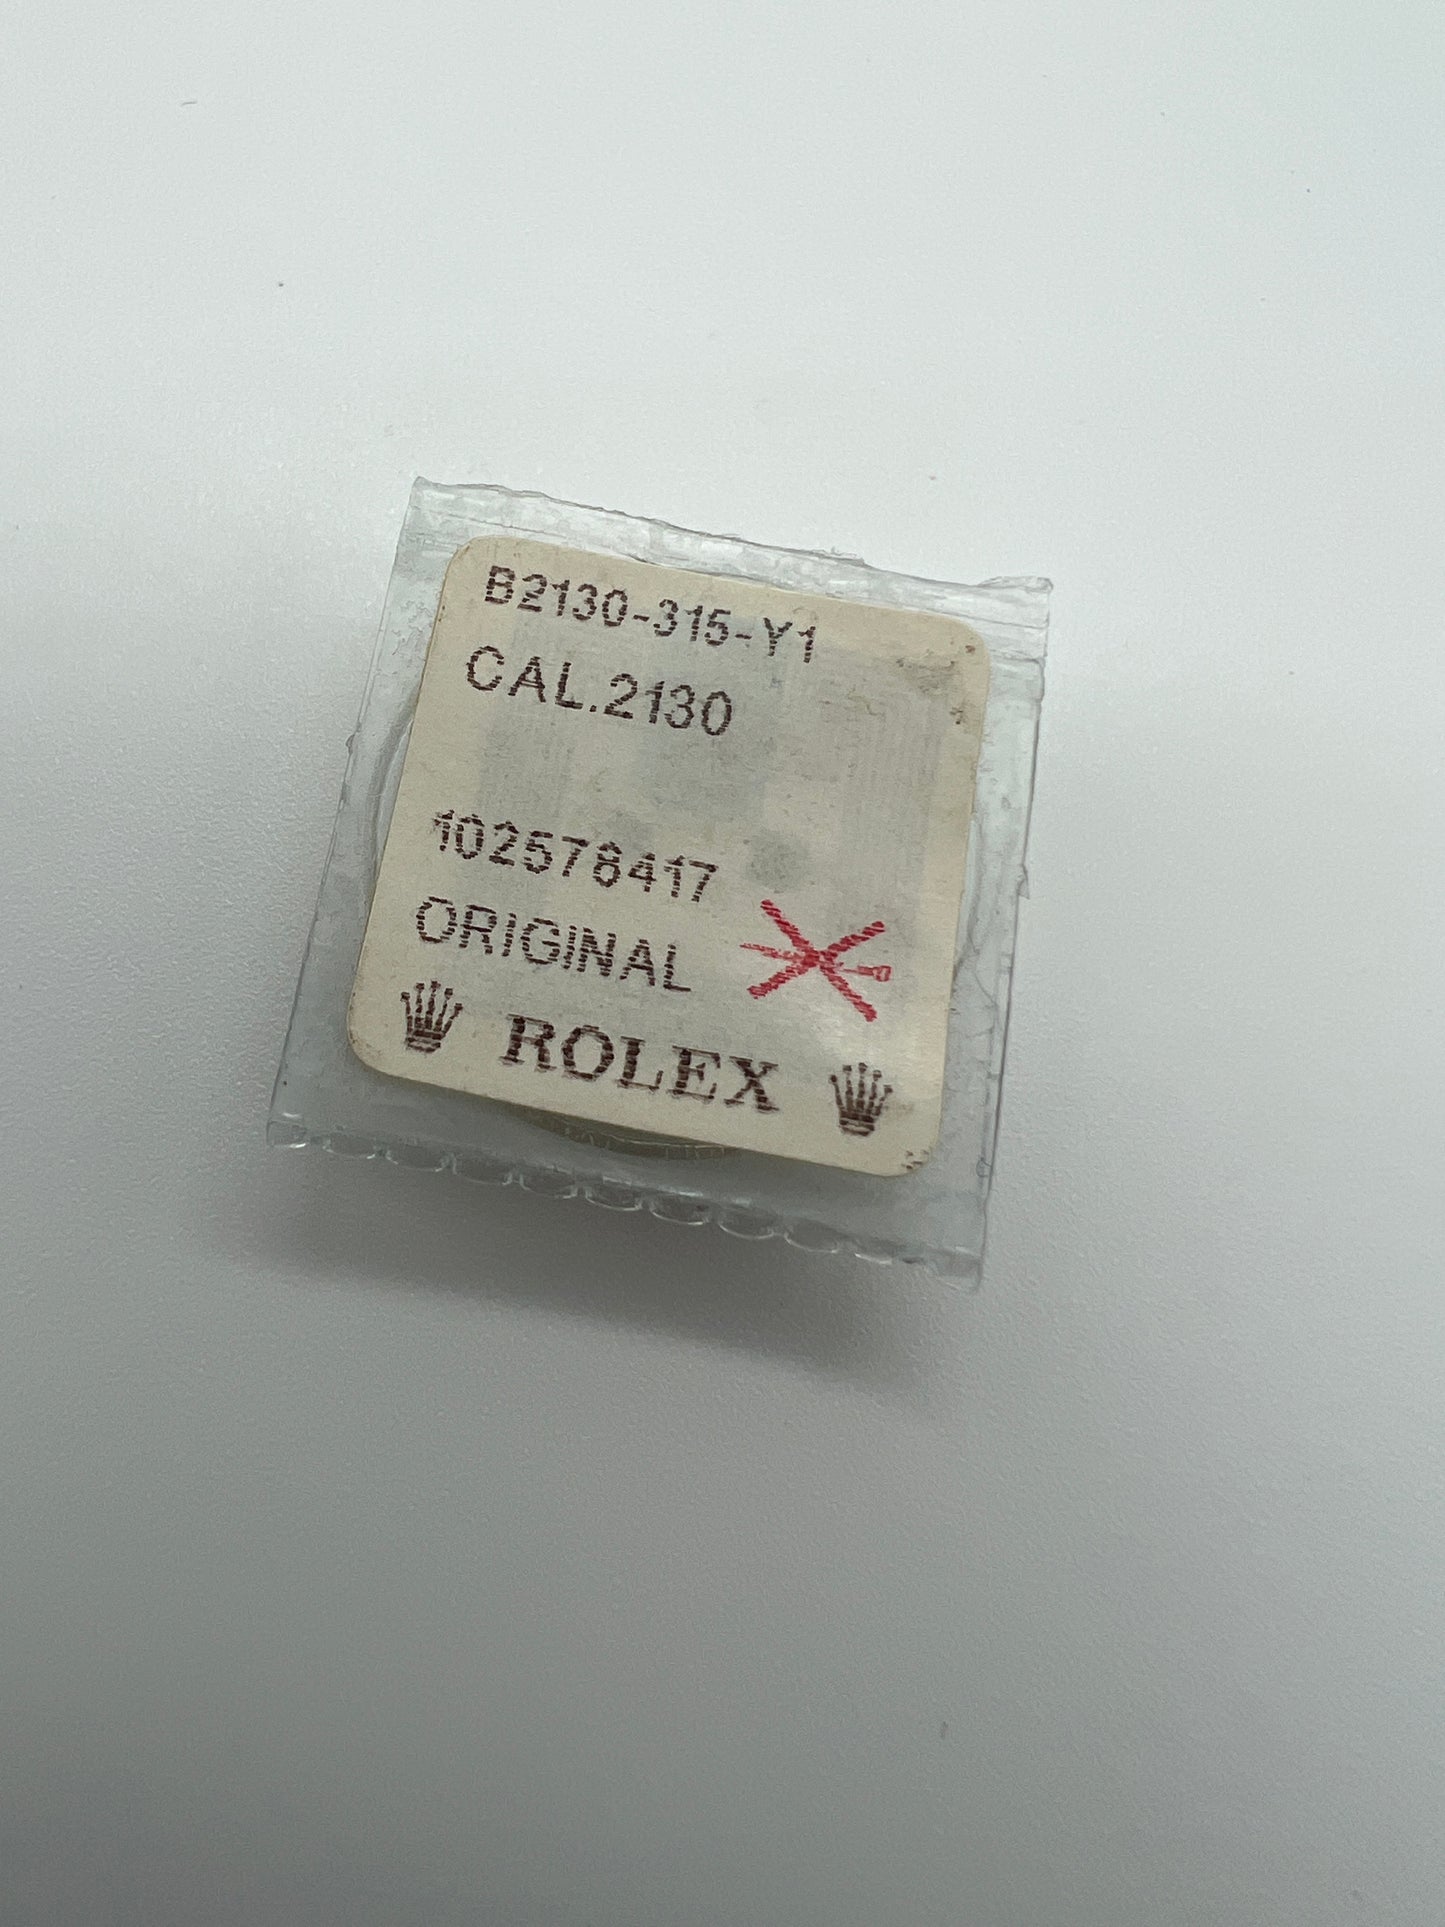 B2130-315-Y1
CAL.2130
102578417
ORIGINAL
ROLEX